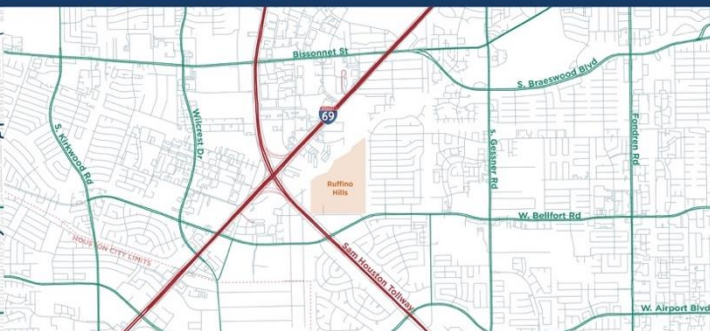 Bissonnet St
S. Braeswood Blvd
69
Wilcrest Dr
S. Kirkwood Rd
S. Gessner Rd
Fondren Rd
Ruffino
Hills
W. Bellfort Rd
HOUSTON CITY LIMITS
Sam Houston Tollway
W. Airport Blvd